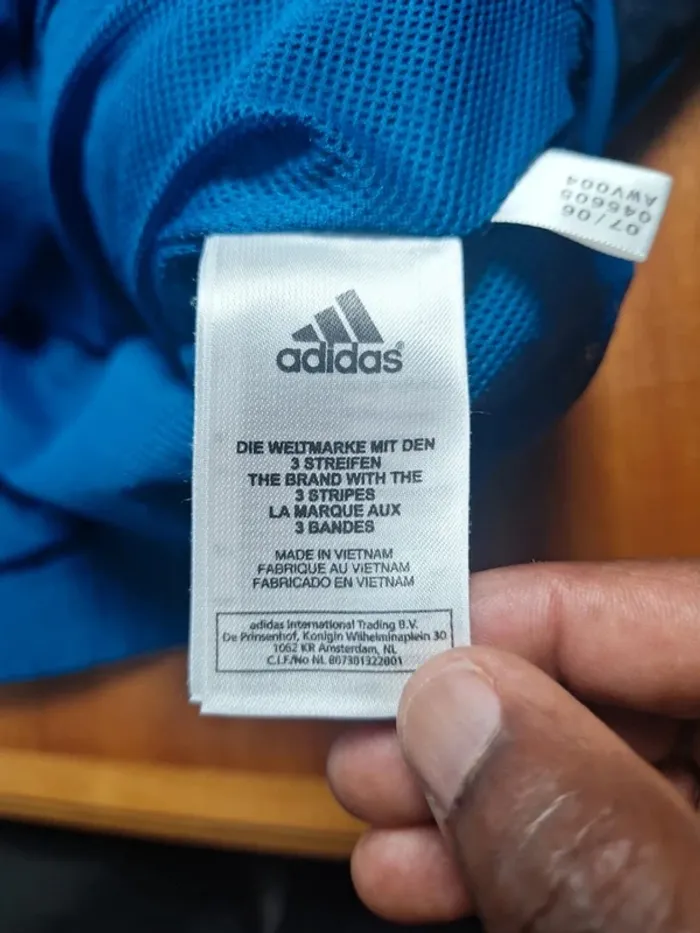 adidas®
DIE WELTMARKE MIT DEN
3 STREIFEN
THE BRAND WITH THE
3 STRIPES
LA MARQUE AUX
3 BANDES
MADE IN VIETNAM
FABRIQUE AU VIETNAM
FABRICADO EN VIETNAM
adidas International Trading B.V.
De Prinsenhof, Konigin Wilhelminaplein 30
1062 KR Amsterdam, NL
C.I.F/No NL 807301322B01
07/06
045605
AWV004